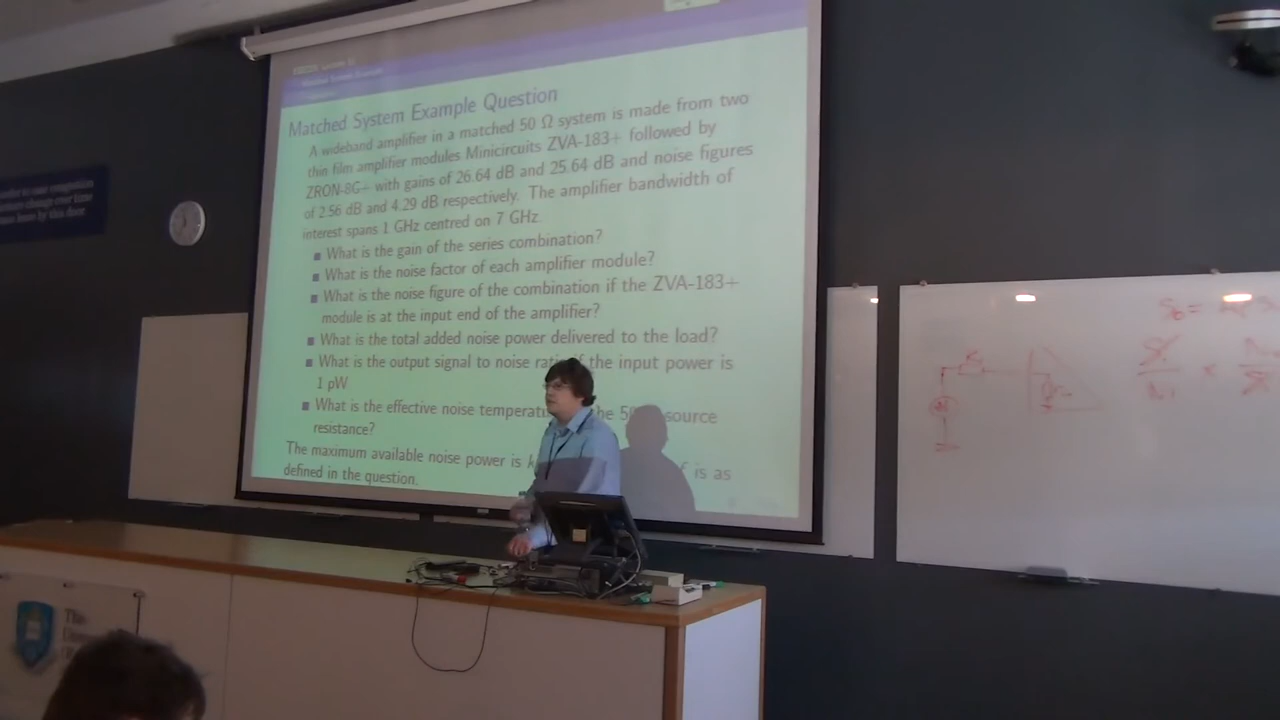 Matched System Example Question
A wideband amplifier in a matched 50 Ω system is made from two
thin film amplifier modules Minicircuits ZVA-183+ followed by
ZRON-8G+ with gains of 26.64 dB and 25.64 dB and noise figures
of 2.56 dB and 4.29 dB respectively. The amplifier bandwidth of
interest spans 1 GHz centred on 7 GHz.
What is the gain of the series combination?
What is the noise factor of each amplifier module?
What is the noise figure of the combination if the ZVA-183+
module is at the input end of the amplifier?
What is the total added noise power delivered to the load?
What is the output signal to noise if the input power is
1 pW
What is the effective noise the source
resistance?
The maximum available noise power is k is as
defined in the question.
The